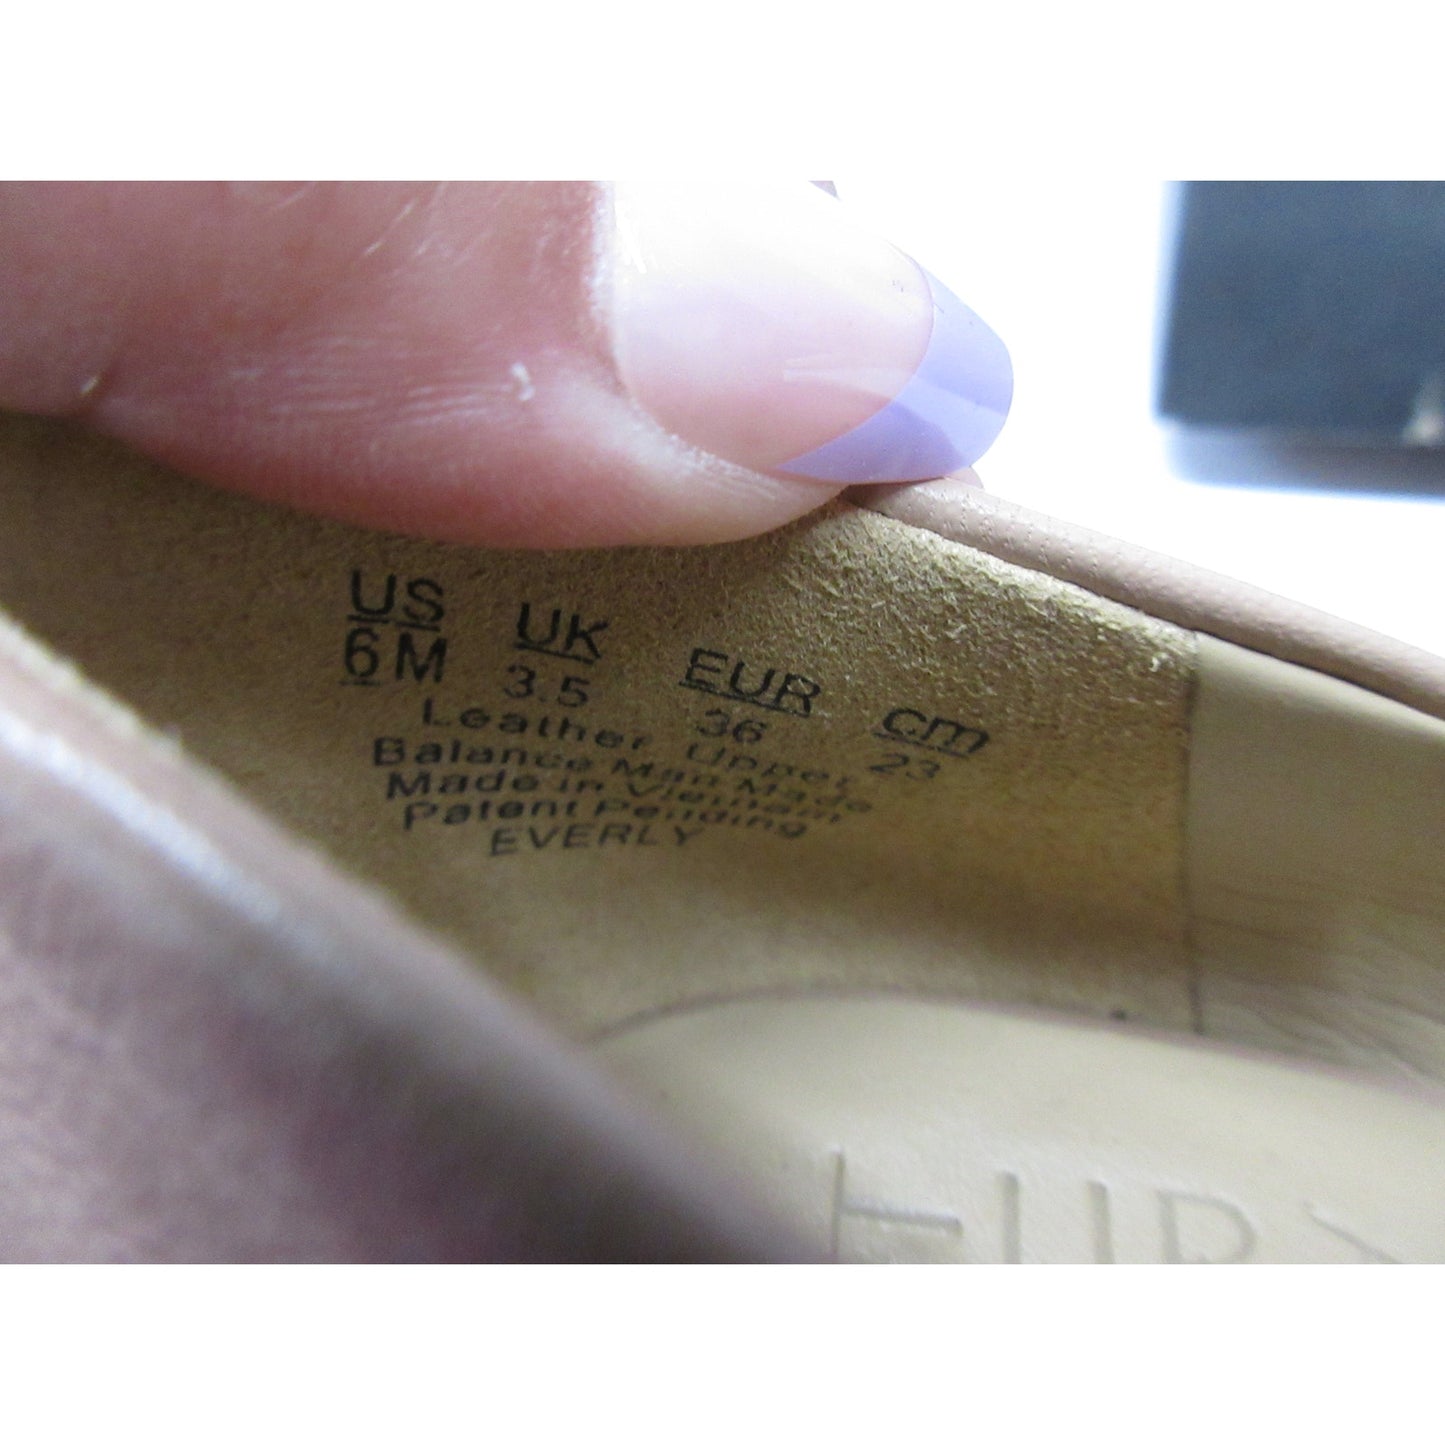 US UK EUR cm
6M 3.5 36 23
Leather Upper
Balance Man Made
Made in Vietnam
Patent Pending
EVERLY